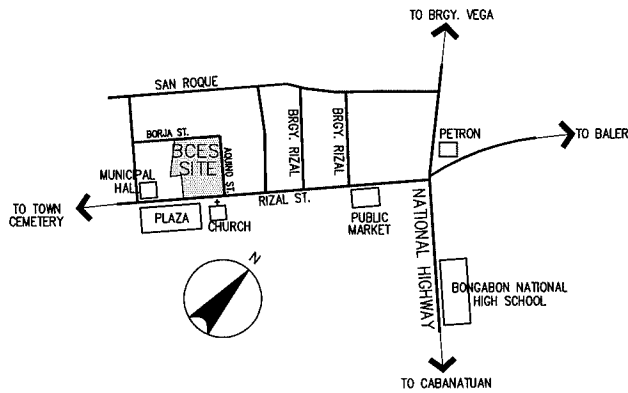 TO BRGY. VEGA
SAN ROQUE
BORJA ST.
BCES
SITE
AQUINO ST.
BRGY. RIZAL
BRGY. RIZAL
PETRON
TO BALER
MUNICIPAL
HALL
TO TOWN
CEMETERY
PLAZA
CHURCH
RIZAL ST.
PUBLIC
MARKET
NATIONAL HIGHWAY
N
BONGABON NATIONAL
HIGH SCHOOL
TO CABANATUAN